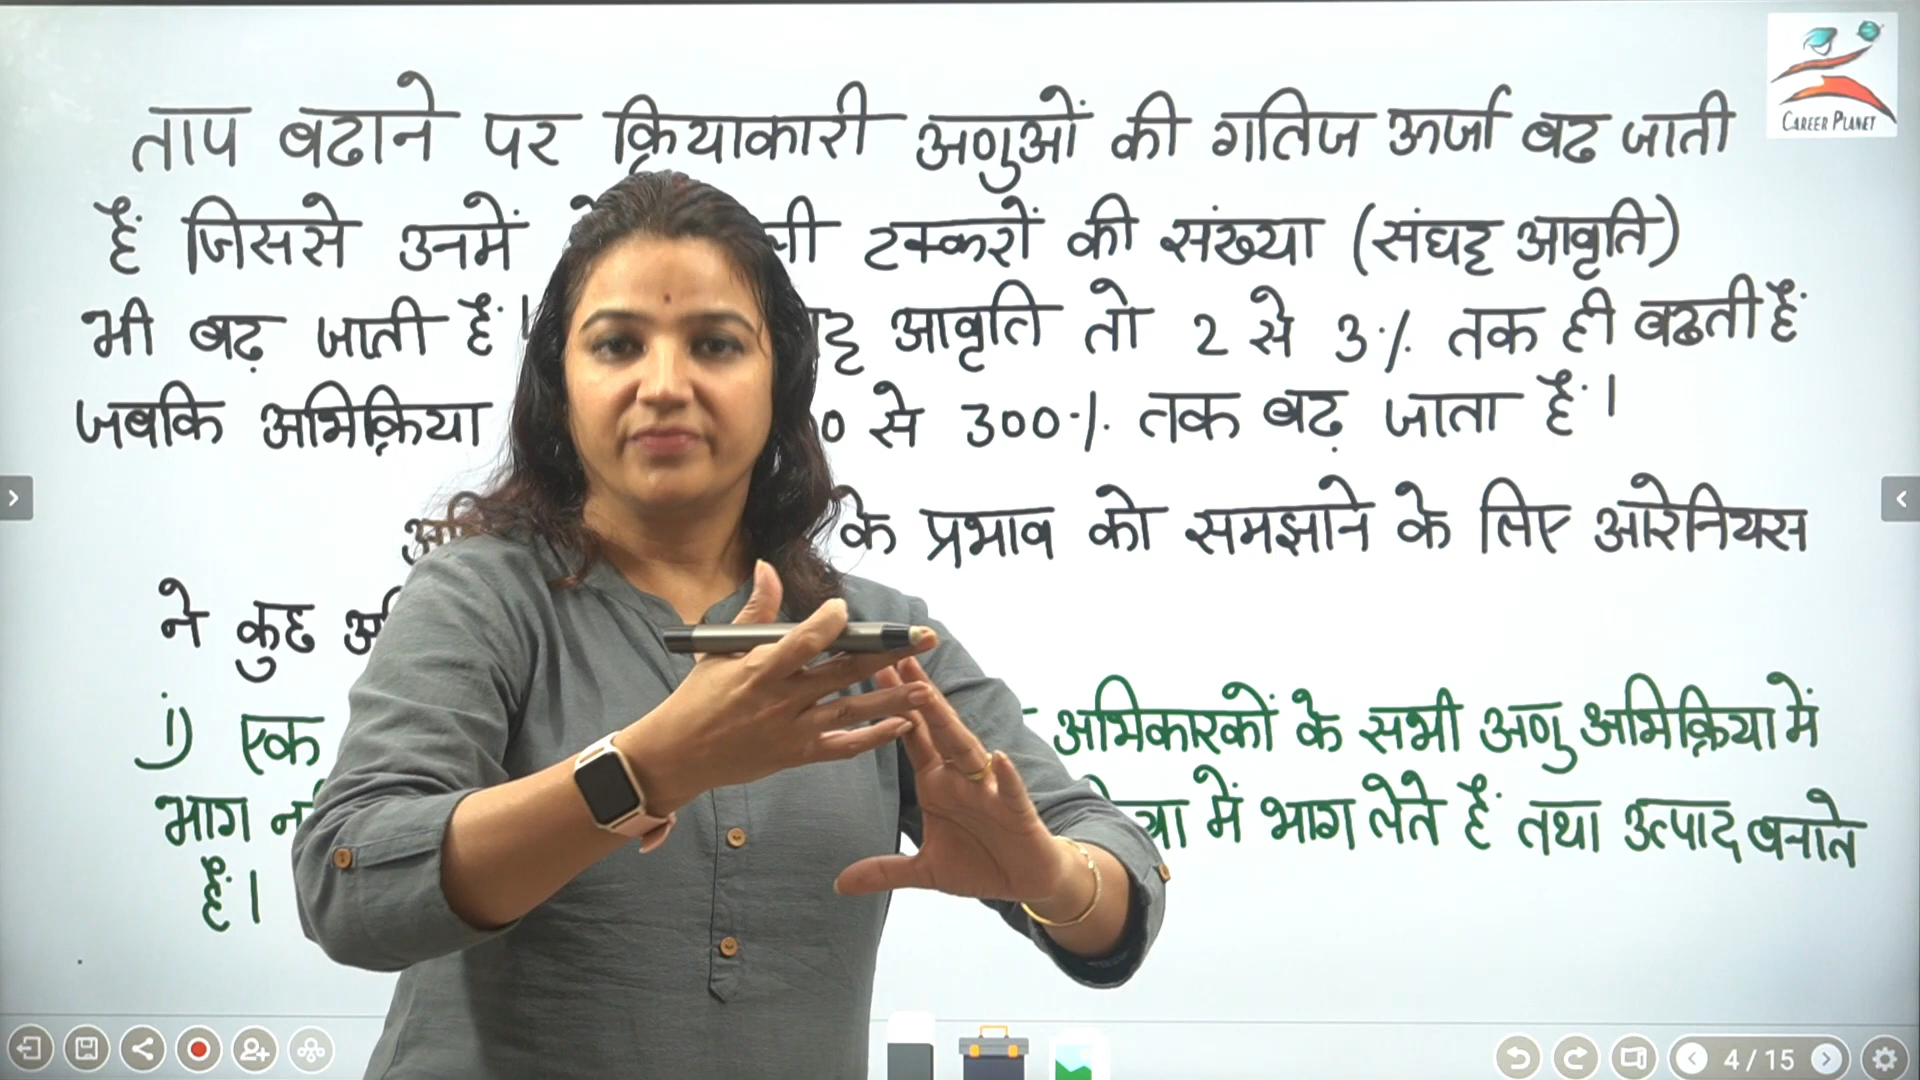 ताप बढाने पर क्रियाकारी अणुओं की गतिज ऊर्जा बढ जाती
हैं जिससे उनमें टक्करों की संख्या (संघट्ट आवृति)
भी बढ़ जाती हैं। आवृति तो 2 से 3% तक ही बढती हैं
जबकि अभिक्रिया से 300% तक बढ़ जाता हैं।
के प्रभाव को समझाने के लिए ओरेनियस
ने कुछ
i) एक अभिकारकों के सभी अणु अभिक्रिया में
भाग में भाग लेते हैं तथा उत्पाद बनाते
हैं।
CAREER PLANET
4/15